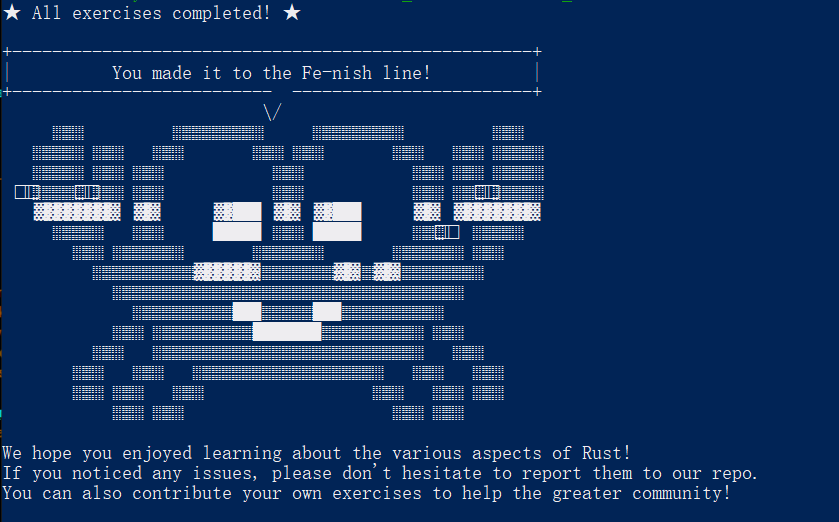 ★ All exercises completed! ★
You made it to the Fe-nish line!
We hope you enjoyed learning about the various aspects of Rust!
If you noticed any issues, please don't hesitate to report them to our repo.
You can also contribute your own exercises to help the greater community!